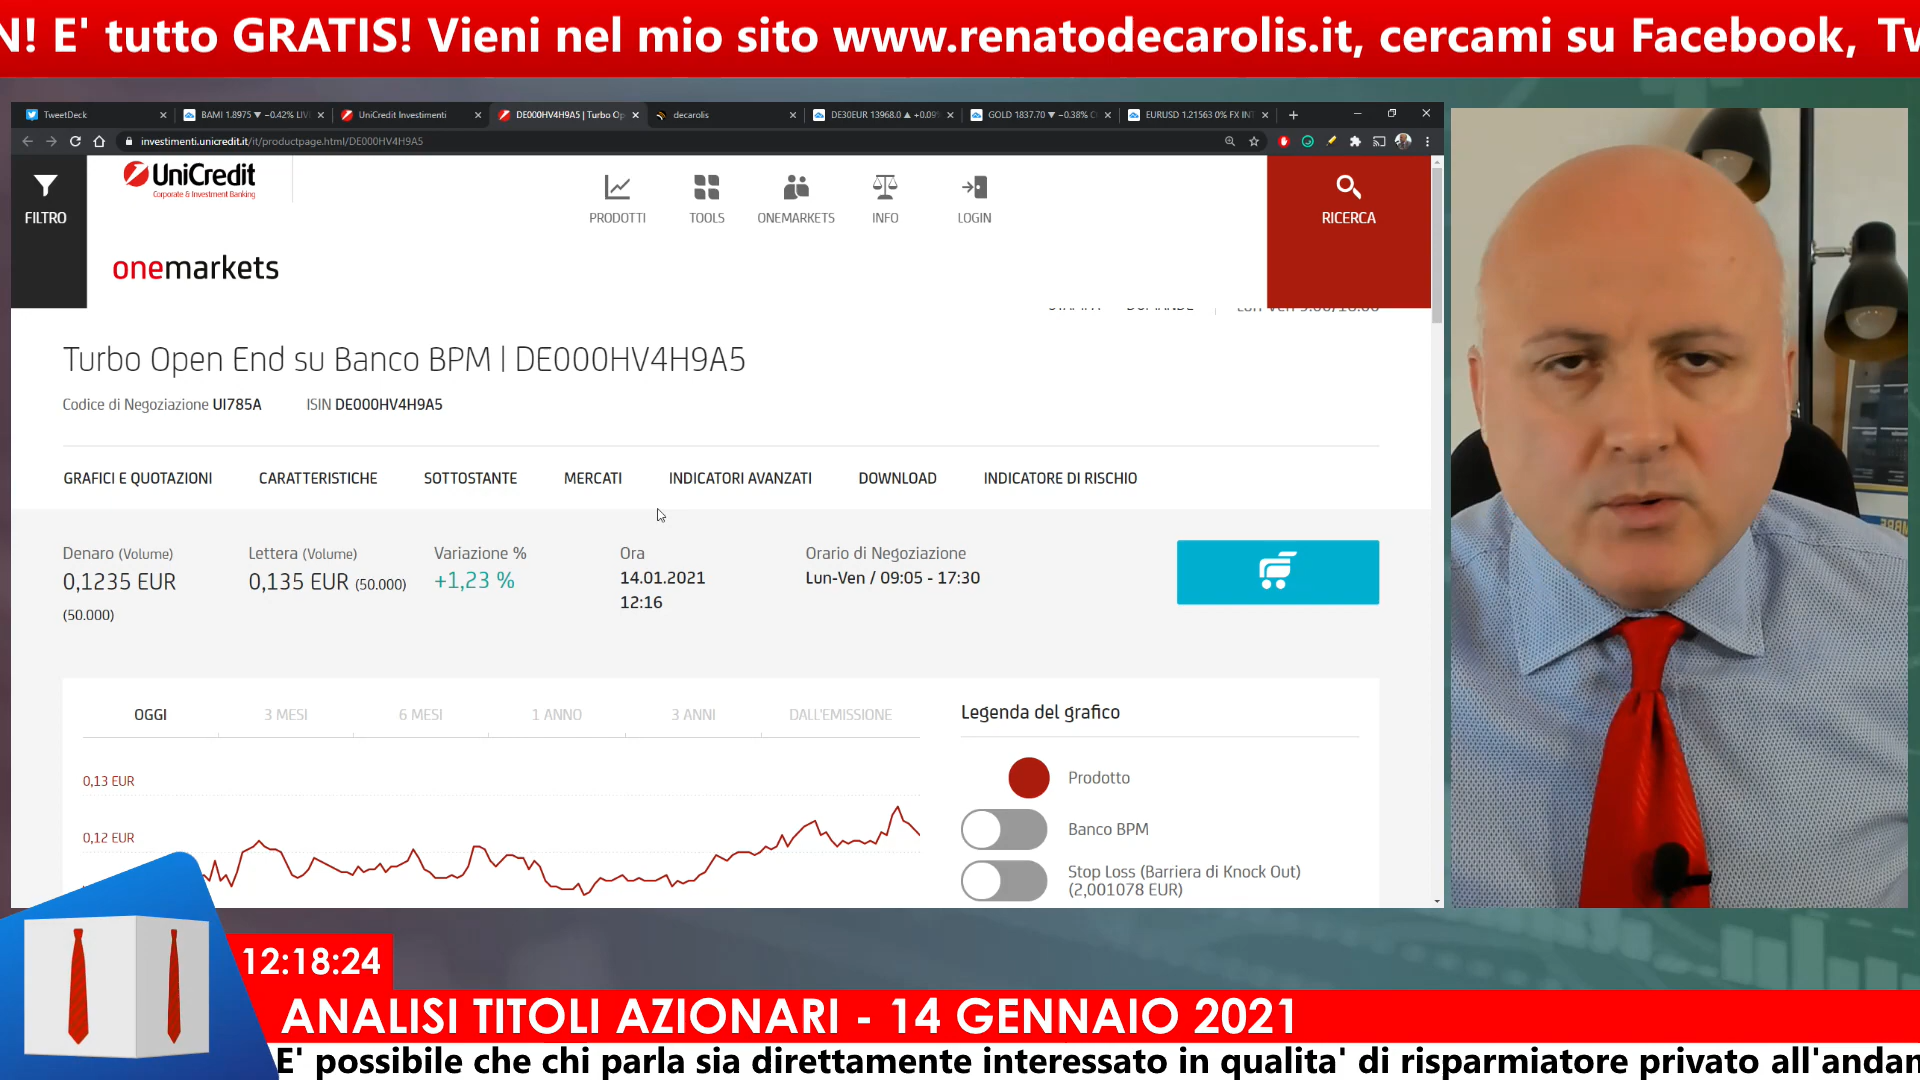 N! E' tutto GRATIS! Vieni nel mio sito www.renatodecarolis.it, cercami su Facebook, Tw
TweetDeck
BAMI 1.8975 ▼ −0.42% LIV
UniCredit Investimenti
DE000HV4H9A5 | Turbo Op
decarolis
DE30EUR 13968.0 ▲ +0.09%
GOLD 1837.70 ▼ −0.38% C
EURUSD 1.21563 0% FX INT
investimenti.unicredit.it/it/productpage.html/DE000HV4H9A5
FILTRO
UniCredit
Corporate & Investment Banking
PRODOTTI
TOOLS
ONEMARKETS
INFO
LOGIN
RICERCA
onemarkets
Turbo Open End su Banco BPM | DE000HV4H9A5
Codice di Negoziazione UI785A
ISIN DE000HV4H9A5
GRAFICI E QUOTAZIONI
CARATTERISTICHE
SOTTOSTANTE
MERCATI
INDICATORI AVANZATI
DOWNLOAD
INDICATORE DI RISCHIO
Denaro (Volume)
0,1235 EUR
(50.000)
Lettera (Volume)
0,135 EUR (50.000)
Variazione %
+1,23 %
Ora
14.01.2021
12:16
Orario di Negoziazione
Lun-Ven / 09:05 - 17:30
OGGI
3 MESI
6 MESI
1 ANNO
3 ANNI
DALL'EMISSIONE
0,13 EUR
0,12 EUR
Legenda del grafico
Prodotto
Banco BPM
Stop Loss (Barriera di Knock Out)
(2,001078 EUR)
12:18:24
ANALISI TITOLI AZIONARI - 14 GENNAIO 2021
E' possibile che chi parla sia direttamente interessato in qualita' di risparmiatore privato all'andan